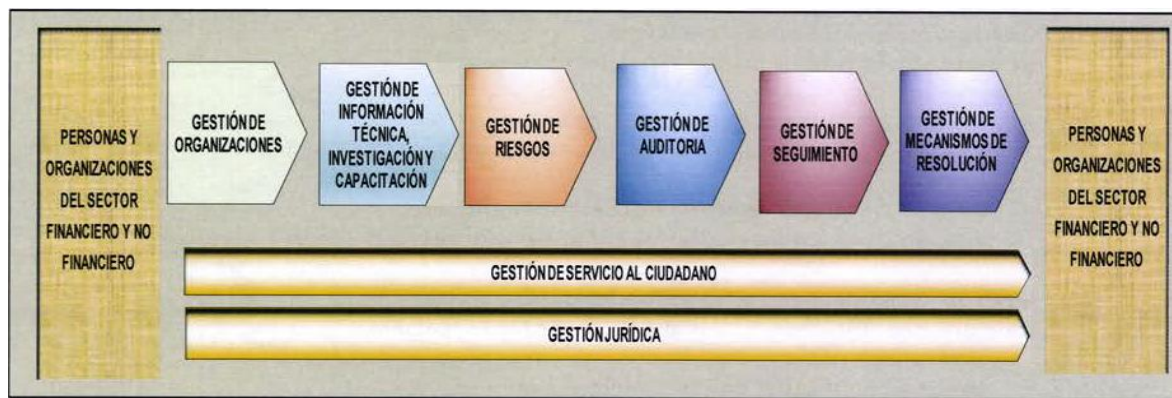 PERSONAS Y
ORGANIZACIONES
DEL SECTOR
FINANCIERO Y NO
FINANCIERO
GESTIÓN DE
ORGANIZACIONES
GESTIÓN DE
INFORMACIÓN
TÉCNICA,
INVESTIGACIÓN Y
CAPACITACIÓN
GESTIÓN DE
RIESGOS
GESTIÓN DE
AUDITORIA
GESTIÓN DE
SEGUIMIENTO
GESTIÓN DE
MECANISMOS DE
RESOLUCIÓN
GESTIÓN DE SERVICIO AL CIUDADANO
GESTIÓN JURÍDICA
PERSONAS Y
ORGANIZACIONES
DEL SECTOR
FINANCIERO Y NO
FINANCIERO